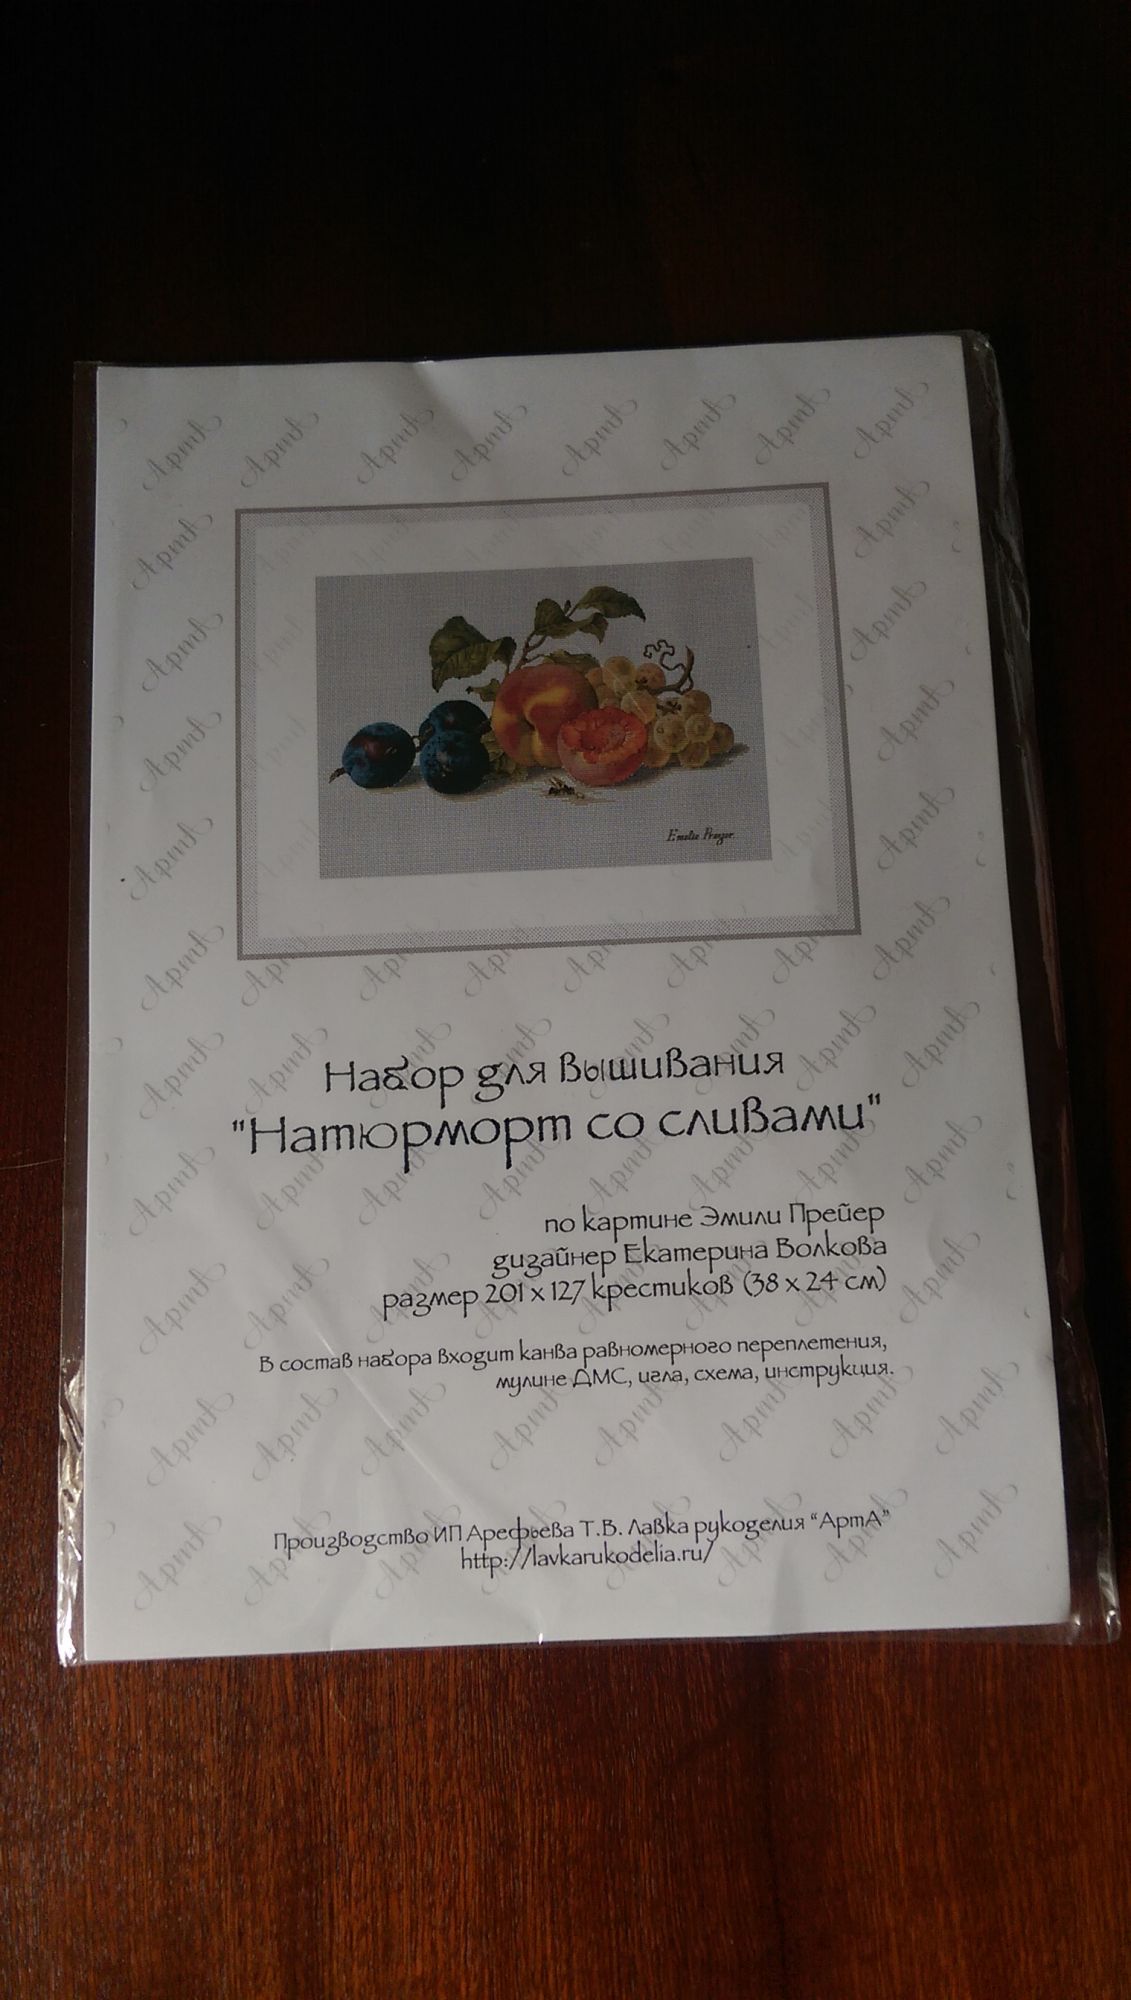 Emilie Preyer
Набор для вышивания
"Натюрморт со сливами"
по картине Эмили Прейер
дизайнер Екатерина Волкова
размер 201 х 127 крестиков (38 х 24 см)
В состав набора входит канва равномерного переплетения,
мулине ДМС, игла, схема, инструкция.
Производство ИП Арефьева Т.В. Лавка рукоделия "АртА"
http://lavkarukodelia.ru/
АртА